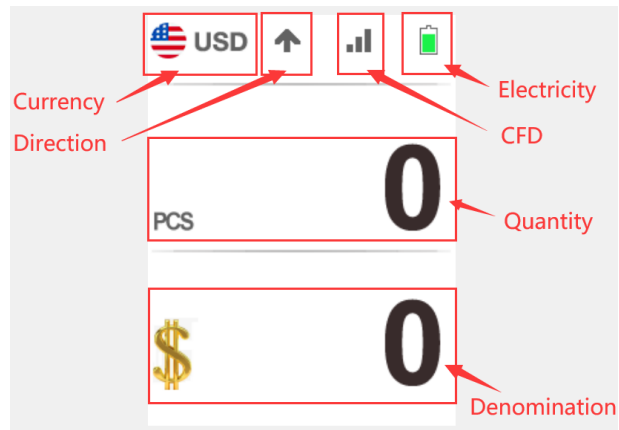 USD
Currency
Direction
Electricity
CFD
PCS
0
Quantity
$
0
Denomination